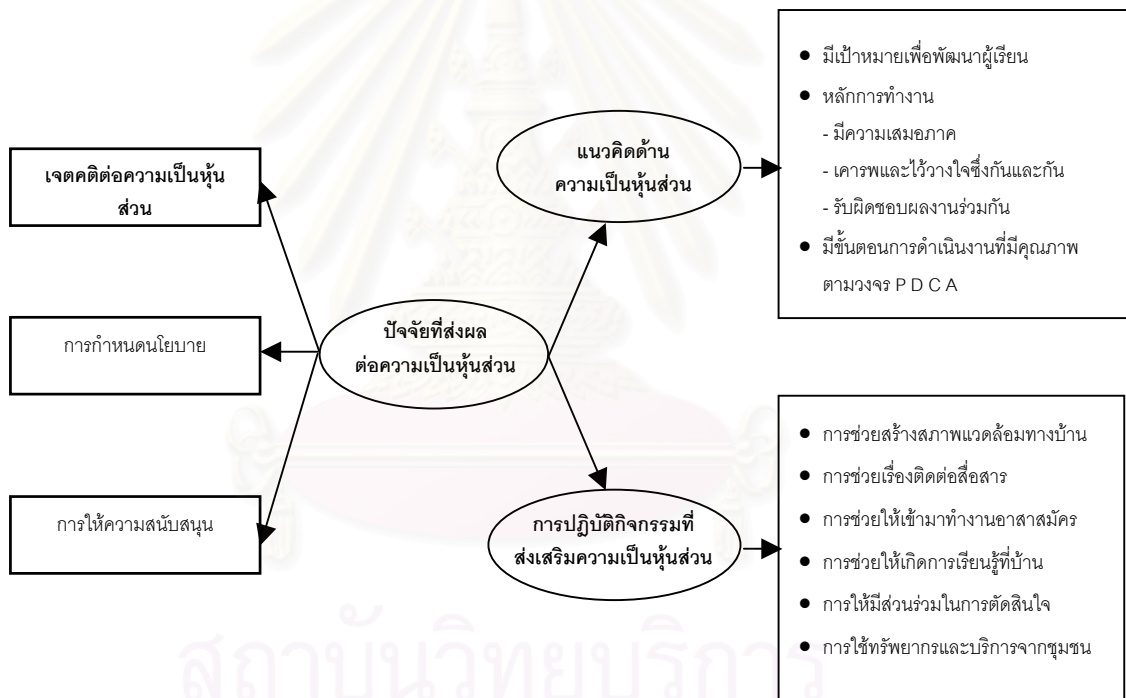 เจตคติต่อความเป็นหุ้น
ส่วน
การกำหนดนโยบาย
การให้ความสนับสนุน
ปัจจัยที่ส่งผล
ต่อความเป็นหุ้นส่วน
แนวคิดด้าน
ความเป็นหุ้นส่วน
● มีเป้าหมายเพื่อพัฒนาผู้เรียน
● หลักการทำงาน
- มีความเสมอภาค
- เคารพและไว้วางใจซึ่งกันและกัน
- รับผิดชอบผลงานร่วมกัน
● มีขั้นตอนการดำเนินงานที่มีคุณภาพ
ตามวงจร P D C A
การปฏิบัติกิจกรรมที่
ส่งเสริมความเป็นหุ้นส่วน
● การช่วยสร้างสภาพแวดล้อมทางบ้าน
● การช่วยเรื่องติดต่อสื่อสาร
● การช่วยให้เข้ามาทำงานอาสาสมัคร
● การช่วยให้เกิดการเรียนรู้ที่บ้าน
● การให้มีส่วนร่วมในการตัดสินใจ
● การใช้ทรัพยากรและบริการจากชุมชน
สถาบันวิทยบริการ